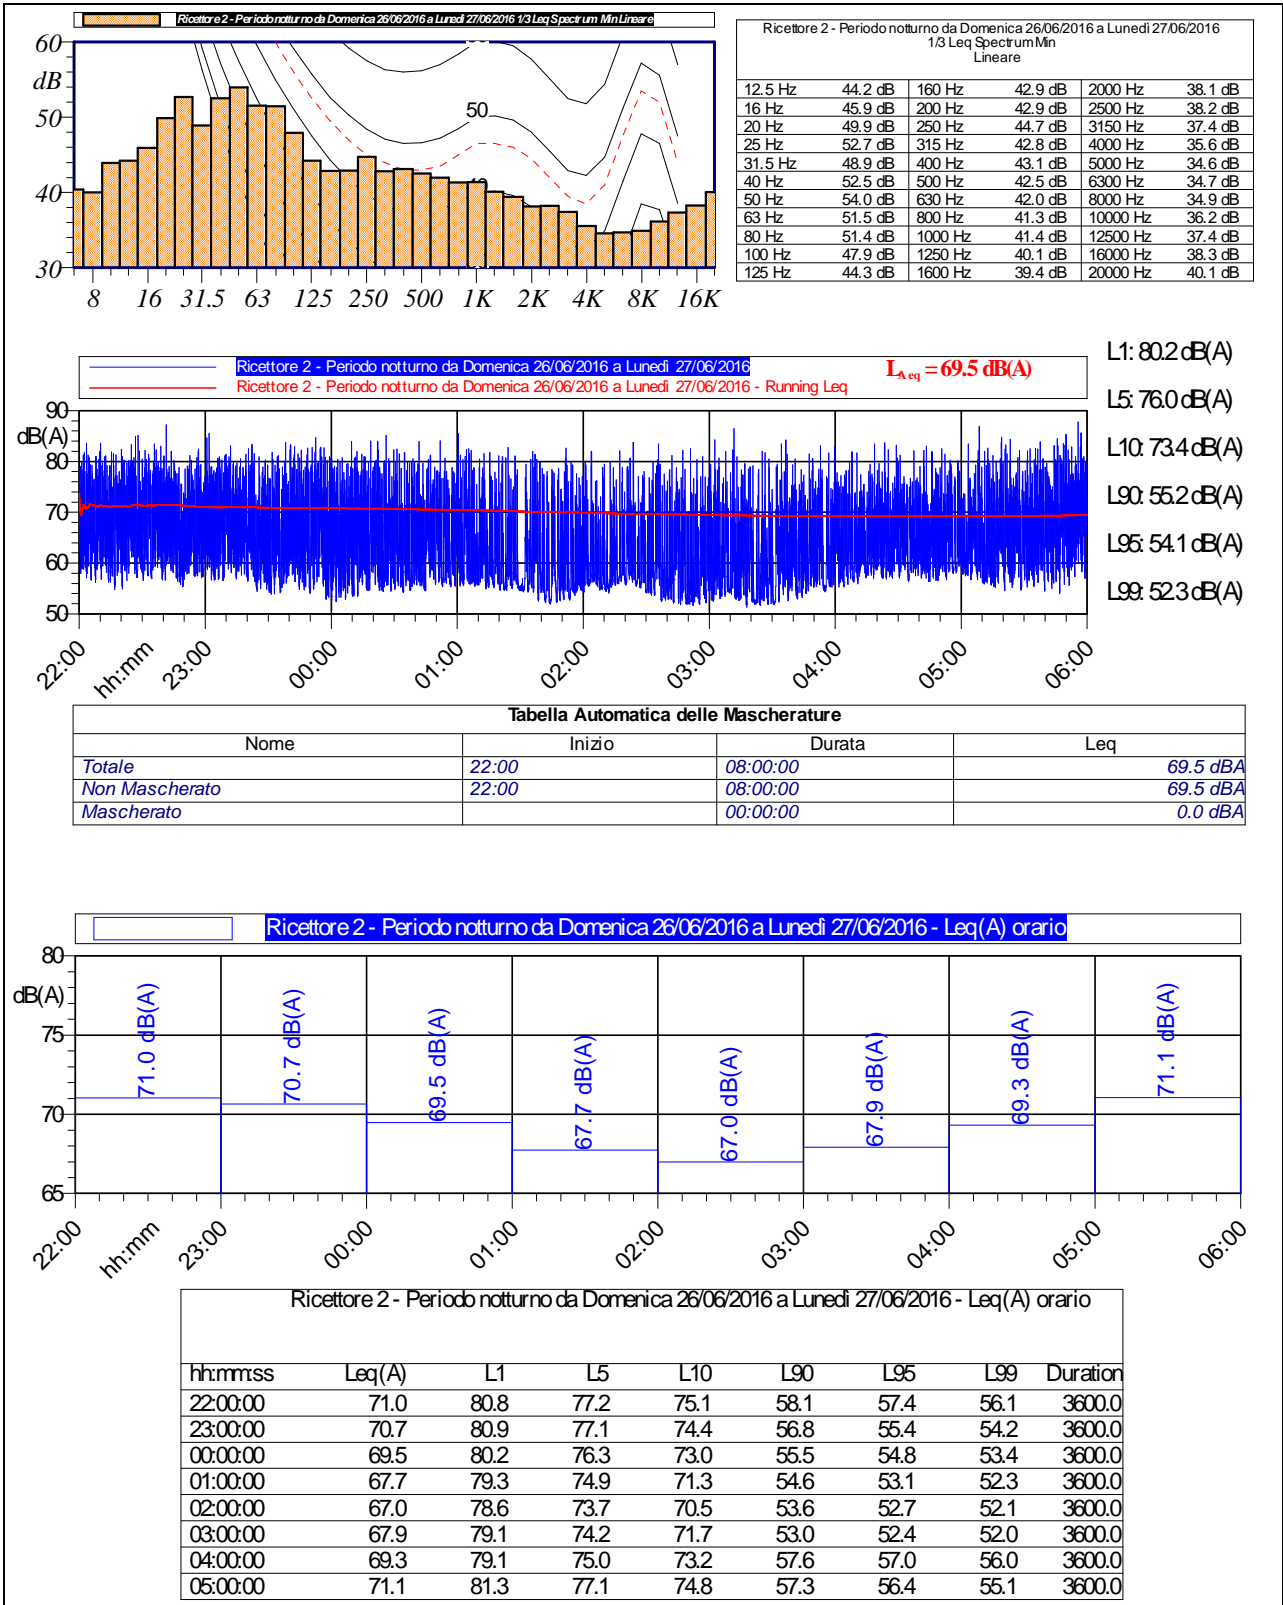 Ricettore 2 - Periodo notturno da Domenica 26/06/2016 a Lunedì 27/06/2016 1/3 Leq Spectrum Min Lineare
60
dB
50
40
30
50
8 16 31.5 63 125 250 500 1K 2K 4K 8K 16K
Ricettore 2 - Periodo notturno da Domenica 26/06/2016 a Lunedì 27/06/2016
1/3 Leq Spectrum Min
Lineare
12.5 Hz 44.2 dB 160 Hz 42.9 dB 2000 Hz 38.1 dB
16 Hz 45.9 dB 200 Hz 42.9 dB 2500 Hz 38.2 dB
20 Hz 49.9 dB 250 Hz 44.7 dB 3150 Hz 37.4 dB
25 Hz 52.7 dB 315 Hz 42.8 dB 4000 Hz 35.6 dB
31.5 Hz 48.9 dB 400 Hz 43.1 dB 5000 Hz 34.6 dB
40 Hz 52.5 dB 500 Hz 42.5 dB 6300 Hz 34.7 dB
50 Hz 54.0 dB 630 Hz 42.0 dB 8000 Hz 34.9 dB
63 Hz 51.5 dB 800 Hz 41.3 dB 10000 Hz 36.2 dB
80 Hz 51.4 dB 1000 Hz 41.4 dB 12500 Hz 37.4 dB
100 Hz 47.9 dB 1250 Hz 40.1 dB 16000 Hz 38.3 dB
125 Hz 44.3 dB 1600 Hz 39.4 dB 20000 Hz 40.1 dB
Ricettore 2 - Periodo notturno da Domenica 26/06/2016 a Lunedì 27/06/2016
Ricettore 2 - Periodo notturno da Domenica 26/06/2016 a Lunedì 27/06/2016 - Running Leq
LAeq = 69.5 dB(A)
L1: 80.2 dB(A)
L5: 76.0 dB(A)
L10: 73.4 dB(A)
L90: 55.2 dB(A)
L95: 54.1 dB(A)
L99: 52.3 dB(A)
90
dB(A)
80
70
60
50
22:00 hh:mm 23:00 00:00 01:00 02:00 03:00 04:00 05:00 06:00
Tabella Automatica delle Mascherature
Nome Inizio Durata Leq
Totale 22:00 08:00:00 69.5 dBA
Non Mascherato 22:00 08:00:00 69.5 dBA
Mascherato 00:00:00 0.0 dBA
Ricettore 2 - Periodo notturno da Domenica 26/06/2016 a Lunedì 27/06/2016 - Leq(A) orario
80
dB(A)
75
70
65
71.0 dB(A)
70.7 dB(A)
69.5 dB(A)
67.7 dB(A)
67.0 dB(A)
67.9 dB(A)
69.3 dB(A)
71.1 dB(A)
22:00 hh:mm 23:00 00:00 01:00 02:00 03:00 04:00 05:00 06:00
Ricettore 2 - Periodo notturno da Domenica 26/06/2016 a Lunedì 27/06/2016 - Leq(A) orario
hh:mm:ss Leq(A) L1 L5 L10 L90 L95 L99 Duration
22:00:00 71.0 80.8 77.2 75.1 58.1 57.4 56.1 3600.0
23:00:00 70.7 80.9 77.1 74.4 56.8 55.4 54.2 3600.0
00:00:00 69.5 80.2 76.3 73.0 55.5 54.8 53.4 3600.0
01:00:00 67.7 79.3 74.9 71.3 54.6 53.1 52.3 3600.0
02:00:00 67.0 78.6 73.7 70.5 53.6 52.7 52.1 3600.0
03:00:00 67.9 79.1 74.2 71.7 53.0 52.4 52.0 3600.0
04:00:00 69.3 79.1 75.0 73.2 57.6 57.0 56.0 3600.0
05:00:00 71.1 81.3 77.1 74.8 57.3 56.4 55.1 3600.0